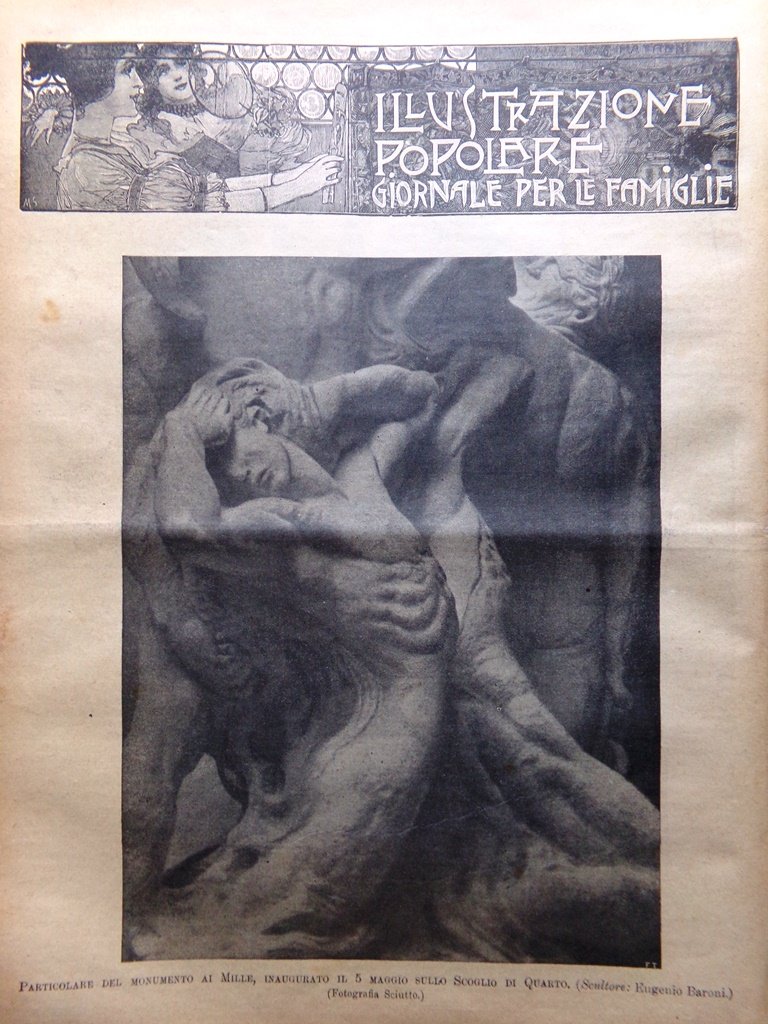 ILLUSTRAZIONE
POPOLARE
GIORNALE PER LE FAMIGLIE
MS
F.T.
PARTICOLARE DEL MONUMENTO AI MILLE, INAUGURATO IL 5 MAGGIO SULLO SCOGLIO DI QUARTO. (Scultore: Eugenio Baroni.)
(Fotografia Sciutto.)